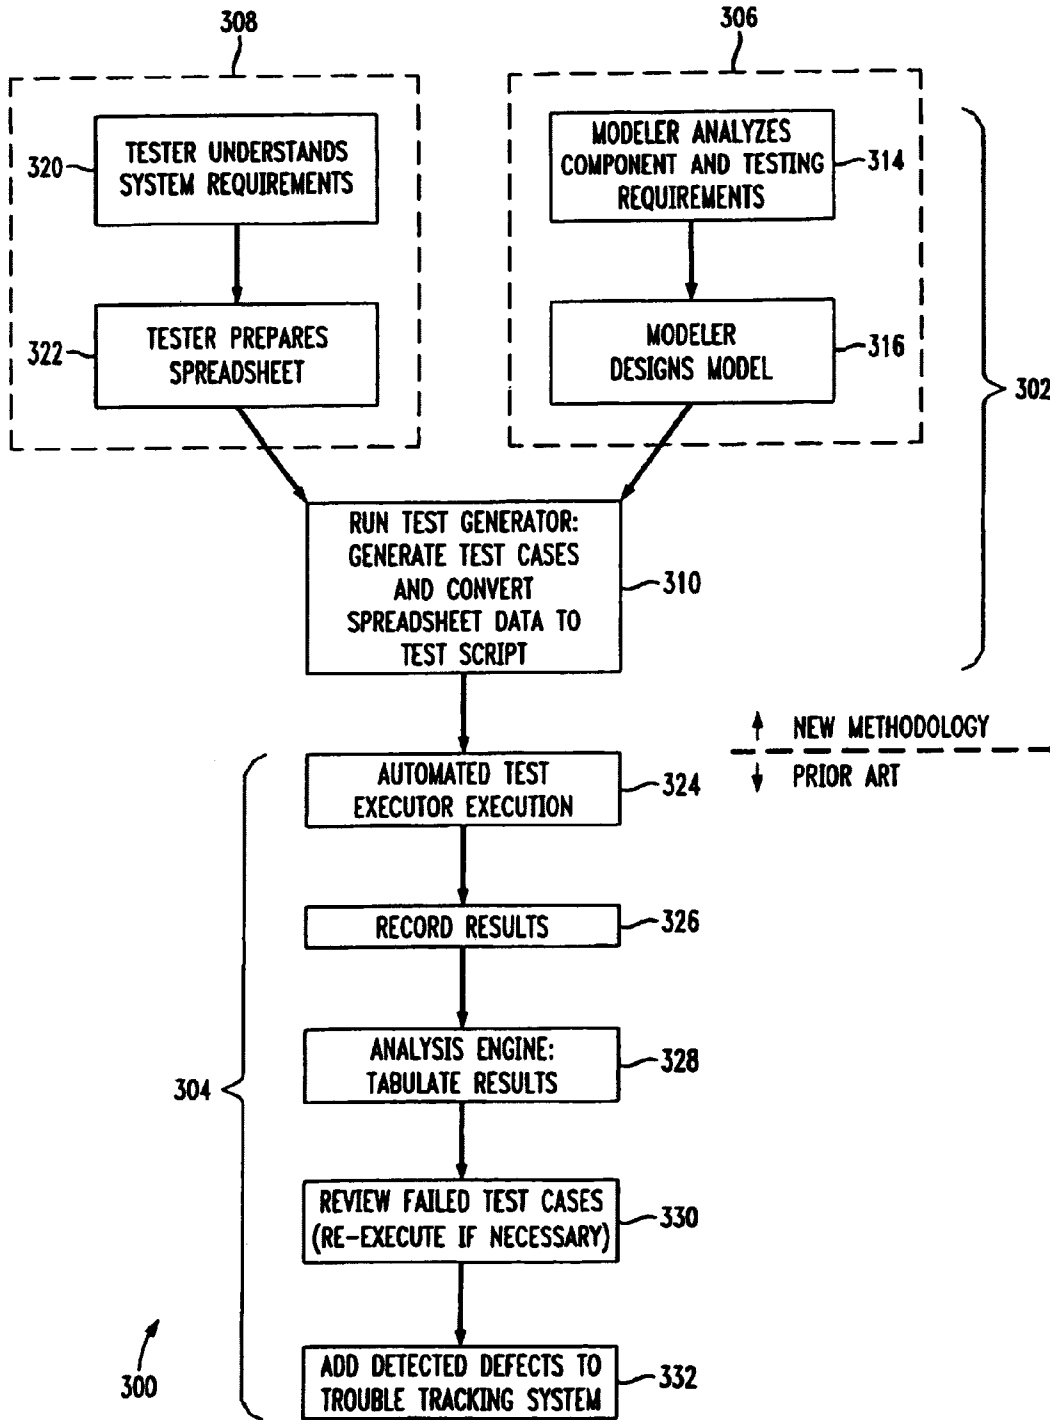 308
306
TESTER UNDERSTANDS
SYSTEM REQUIREMENTS
320
MODELER ANALYZES
COMPONENT AND TESTING
REQUIREMENTS
314
TESTER PREPARES
SPREADSHEET
322
MODELER
DESIGNS MODEL
316
302
RUN TEST GENERATOR:
GENERATE TEST CASES
AND CONVERT
SPREADSHEET DATA TO
TEST SCRIPT
310
NEW METHODOLOGY
PRIOR ART
AUTOMATED TEST
EXECUTOR EXECUTION
324
RECORD RESULTS
326
ANALYSIS ENGINE:
TABULATE RESULTS
328
304
REVIEW FAILED TEST CASES
(RE-EXECUTE IF NECESSARY)
330
ADD DETECTED DEFECTS TO
TROUBLE TRACKING SYSTEM
332
300